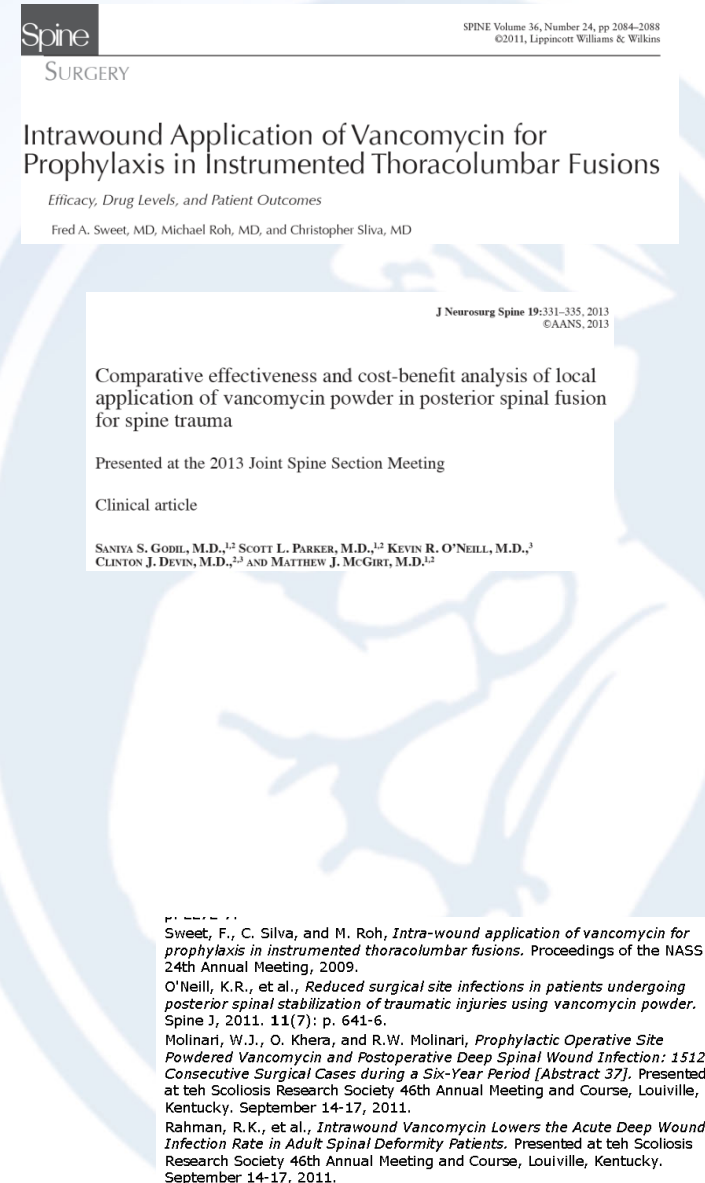 Spine
SPINE Volume 36, Number 24, pp 2084-2088
©2011, Lippincott Williams & Wilkins
SURGERY
Intrawound Application of Vancomycin for
Prophylaxis in Instrumented Thoracolumbar Fusions
Efficacy, Drug Levels, and Patient Outcomes
Fred A. Sweet, MD, Michael Roh, MD, and Christopher Sliva, MD
J Neurosurg Spine 19:331–335, 2013
©AANS, 2013
Comparative effectiveness and cost-benefit analysis of local
application of vancomycin powder in posterior spinal fusion
for spine trauma
Presented at the 2013 Joint Spine Section Meeting
Clinical article
SANIYA S. GODIL, M.D.,1,2 SCOTT L. PARKER, M.D.,1,2 KEVIN R. O'NEILL, M.D.,3
CLINTON J. DEVIN, M.D.,2,3 AND MATTHEW J. MCGIRT, M.D.1,2
Sweet, F., C. Silva, and M. Roh, Intra-wound application of vancomycin for
prophylaxis in instrumented thoracolumbar fusions. Proceedings of the NASS
24th Annual Meeting, 2009.
O'Neill, K.R., et al., Reduced surgical site infections in patients undergoing
posterior spinal stabilization of traumatic injuries using vancomycin powder.
Spine J, 2011. 11(7): p. 641-6.
Molinari, W.J., O. Khera, and R.W. Molinari, Prophylactic Operative Site
Powdered Vancomycin and Postoperative Deep Spinal Wound Infection: 1512
Consecutive Surgical Cases during a Six-Year Period [Abstract 37]. Presented
at teh Scoliosis Research Society 46th Annual Meeting and Course, Louiville,
Kentucky. September 14-17, 2011.
Rahman, R.K., et al., Intrawound Vancomycin Lowers the Acute Deep Wound
Infection Rate in Adult Spinal Deformity Patients. Presented at teh Scoliosis
Research Society 46th Annual Meeting and Course, Louiville, Kentucky.
September 14-17, 2011.